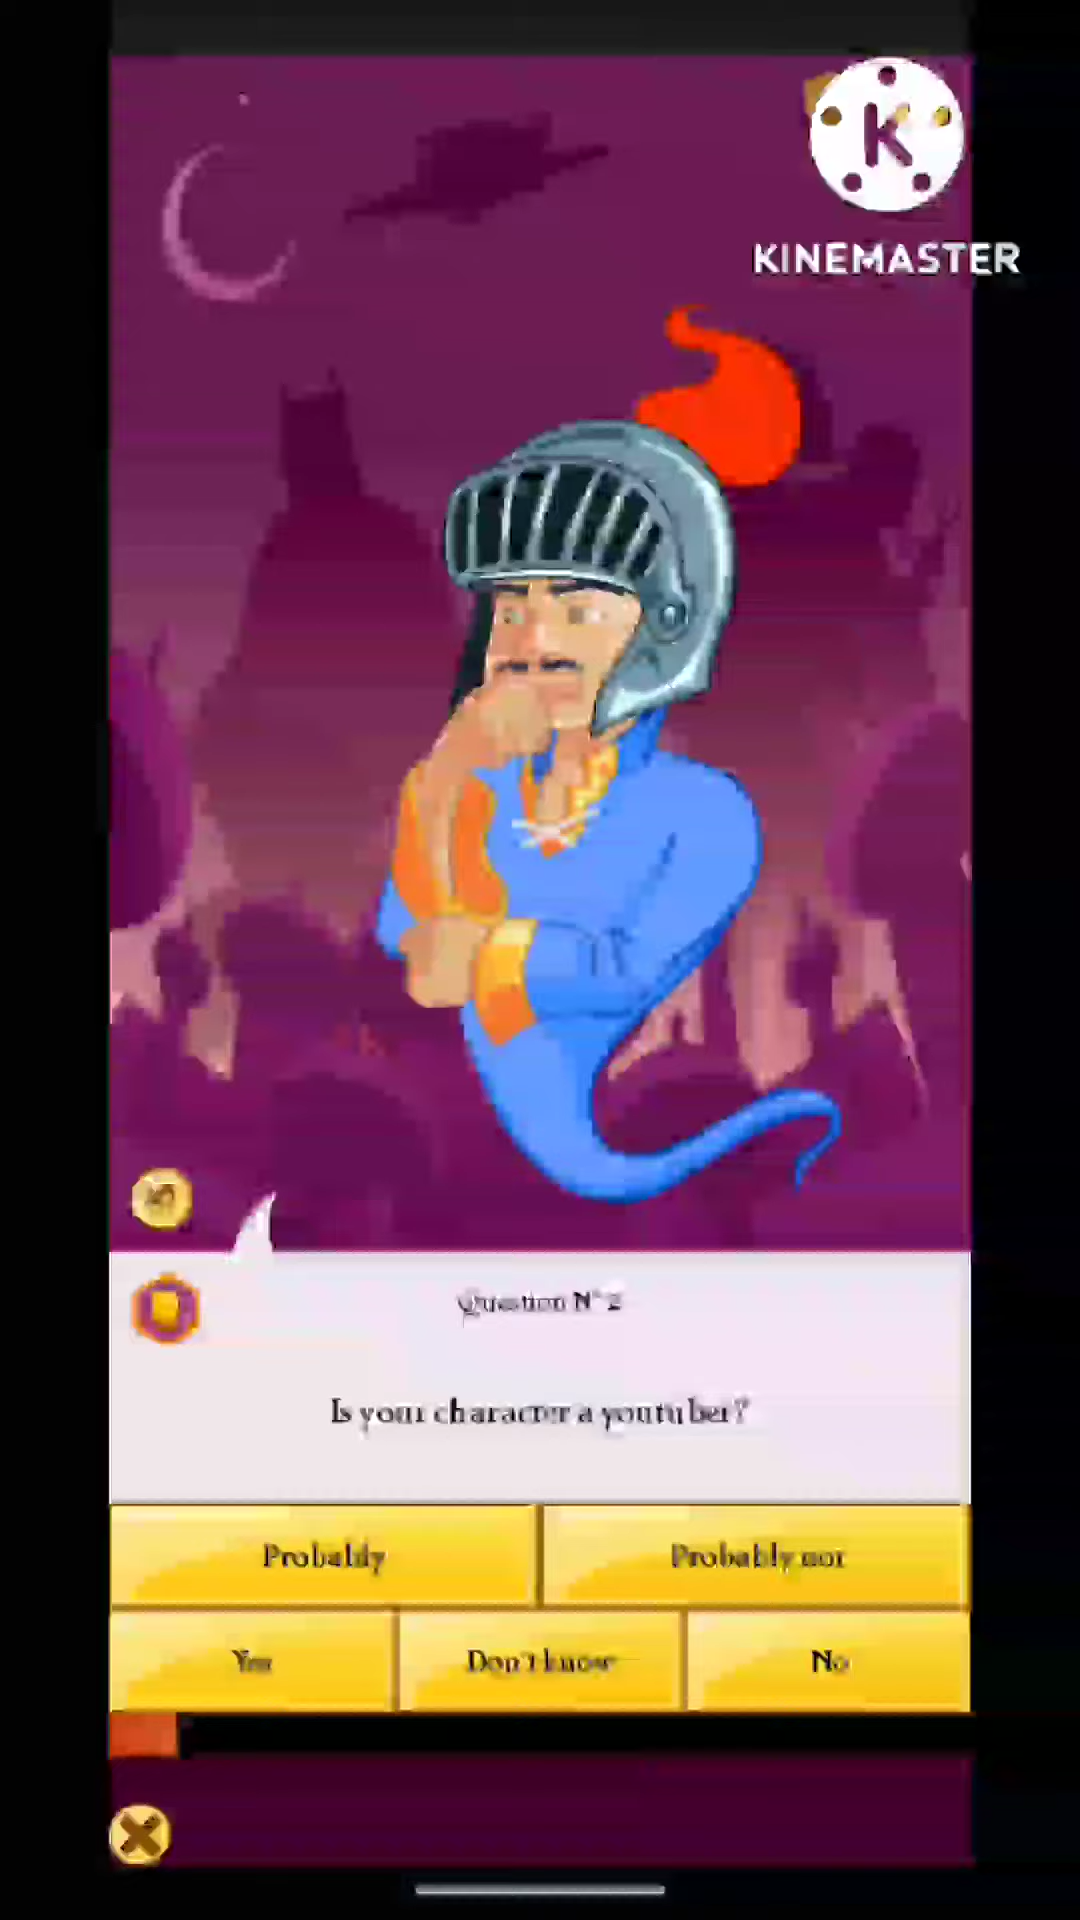 K
KINEMASTER
Question N° 2
Is your character a youtuber?
Probably
Probably not
Yes
Don't know
No